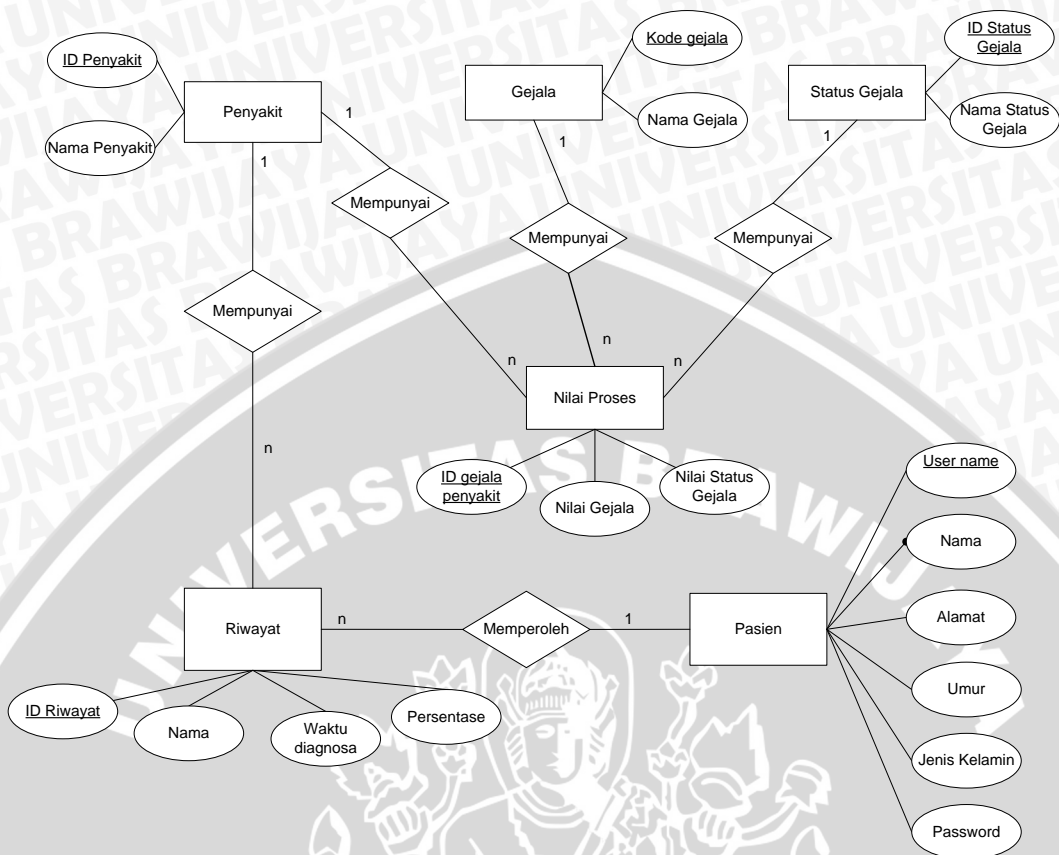 Kode gejala
ID Status
Gejala
ID Penyakit
Penyakit
Gejala
Status Gejala
Nama Penyakit
Nama Gejala
Nama Status
Gejala
1
1
1
1
Mempunyai
Mempunyai
Mempunyai
Mempunyai
n
n
n
Nilai Proses
n
ID gejala
penyakit
Nilai Gejala
Nilai Status
Gejala
User name
Nama
Alamat
Umur
Jenis Kelamin
Password
Riwayat
n
Memperoleh
1
Pasien
ID Riwayat
Nama
Waktu
diagnosa
Persentase
UNIVERSITAS BRAWIJAYA